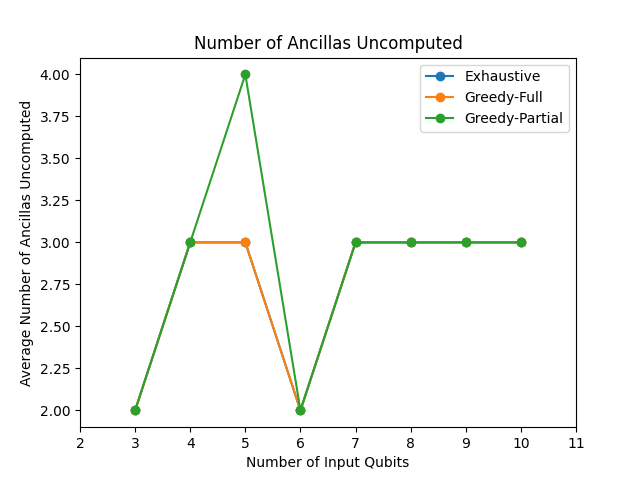 Number of Ancillas Uncomputed
Exhaustive
Greedy-Full
Greedy-Partial
Average Number of Ancillas Uncomputed
4.00
3.75
3.50
3.25
3.00
2.75
2.50
2.25
2.00
2 3 4 5 6 7 8 9 10 11
Number of Input Qubits